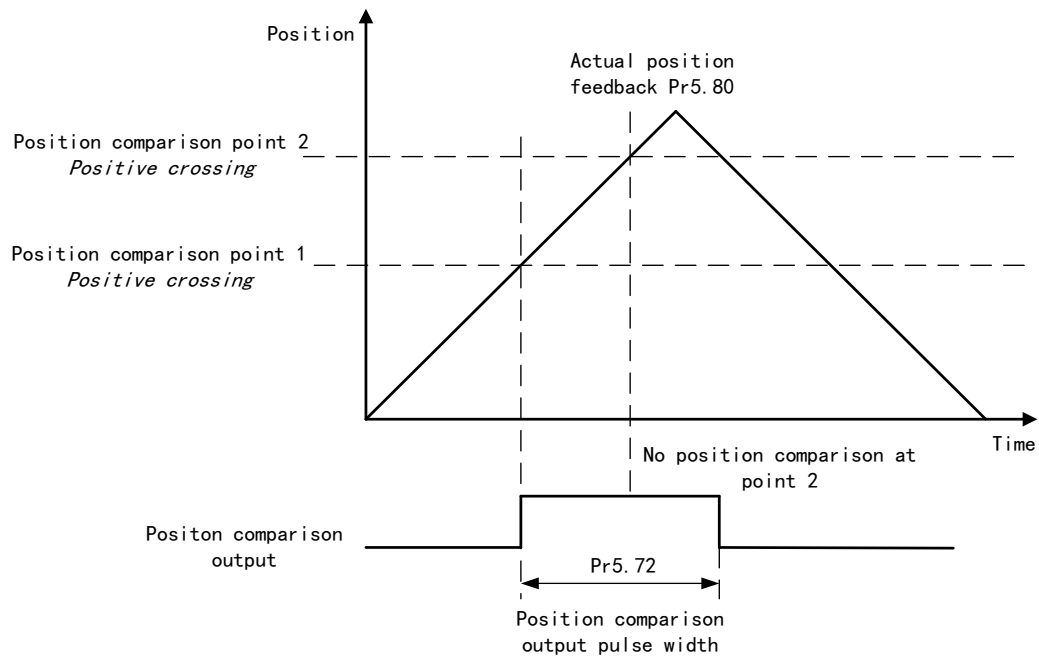 Position
Actual position
feedback Pr5.80
Position comparison point 2
Positive crossing
Position comparison point 1
Positive crossing
Time
No position comparison at
point 2
Positon comparison
output
Pr5.72
Position comparison
output pulse width